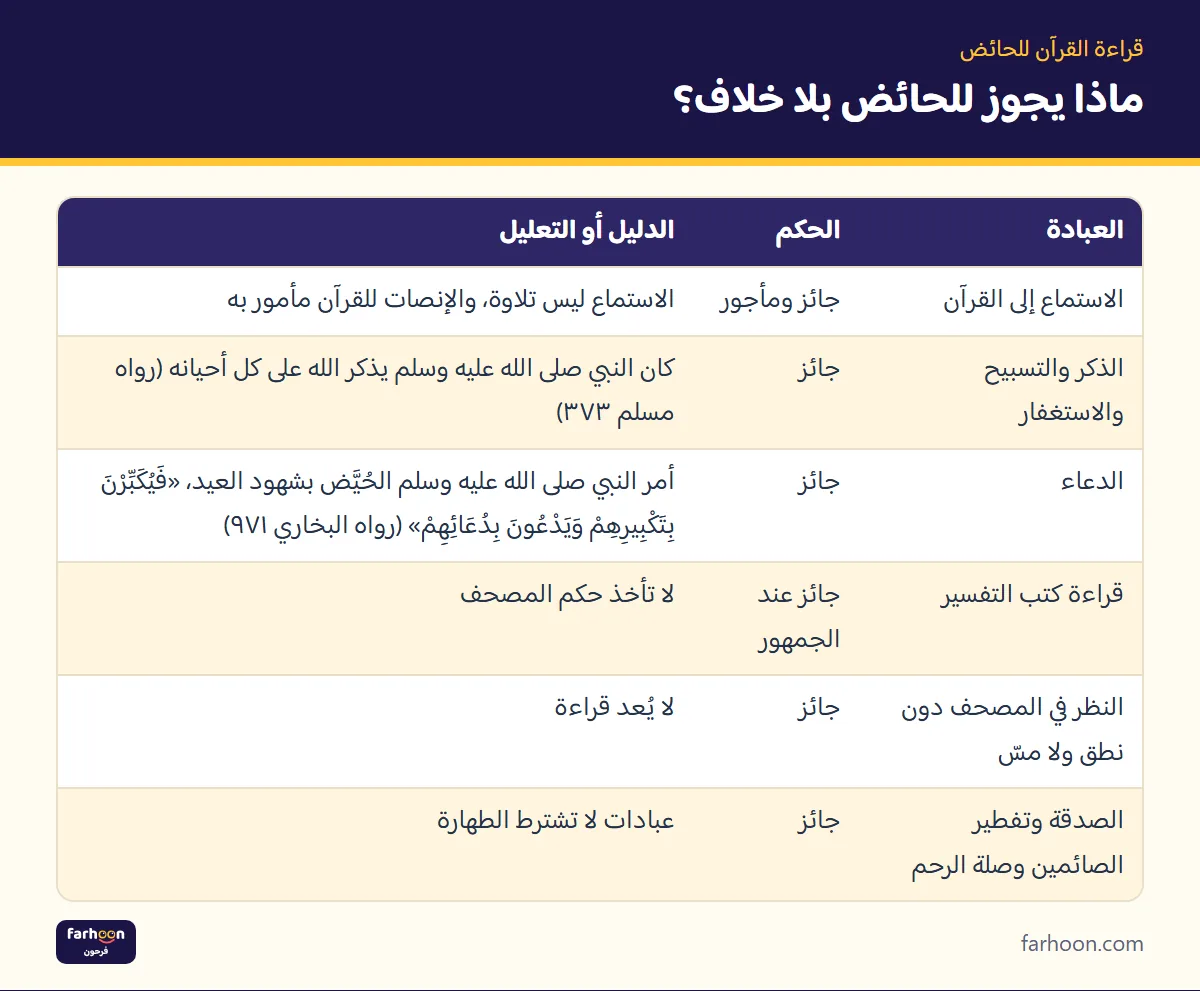 قراءة القرآن للحائض
ماذا يجوز للحائض بلا خلاف؟
العبادة الحكم الدليل أو التعليل
الاستماع إلى القرآن جائز ومأجور الاستماع ليس تلاوة، والإنصات للقرآن مأمور به
الذكر والتسبيح جائز كان النبي صلى الله عليه وسلم يذكر الله على كل أحيانه (رواه
والاستغفار مسلم ٣٧٣)
الدعاء جائز أمر النبي صلى الله عليه وسلم الحُيَّض بشهود العيد، «فَيُكَبِّرْنَ
بِتَكْبِيرِهِمْ وَيَدْعُونَ بِدُعَائِهِمْ» (رواه البخاري ٩٧١)
قراءة كتب التفسير جائز عند لا تأخذ حكم المصحف
الجمهور
النظر في المصحف دون جائز لا يُعد قراءة
نطق ولا مسّ
الصدقة وتفطير جائز عبادات لا تشترط الطهارة
الصائمين وصلة الرحم
farhoon.com
farhoon
فرحون